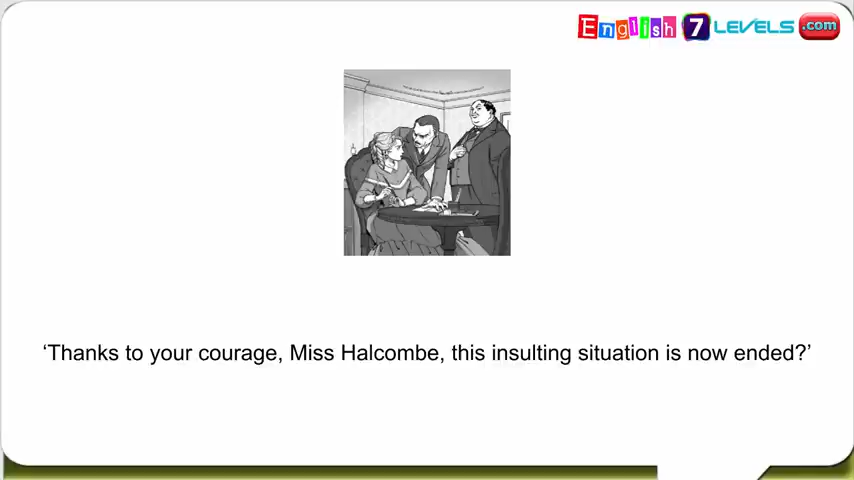 English 7 LEVELS .com
‘Thanks to your courage, Miss Halcombe, this insulting situation is now ended?’